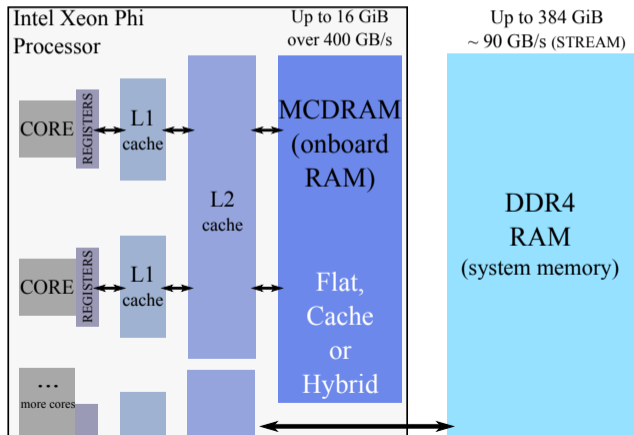 Intel Xeon Phi
Processor
Up to 16 GiB
over 400 GB/s
Up to 384 GiB
~ 90 GB/s (STREAM)
CORE
REGISTERS
L1
cache
MCDRAM
(onboard
RAM)
L2
cache
DDR4
RAM
(system memory)
CORE
REGISTERS
L1
cache
Flat,
Cache
or
Hybrid
...
more cores